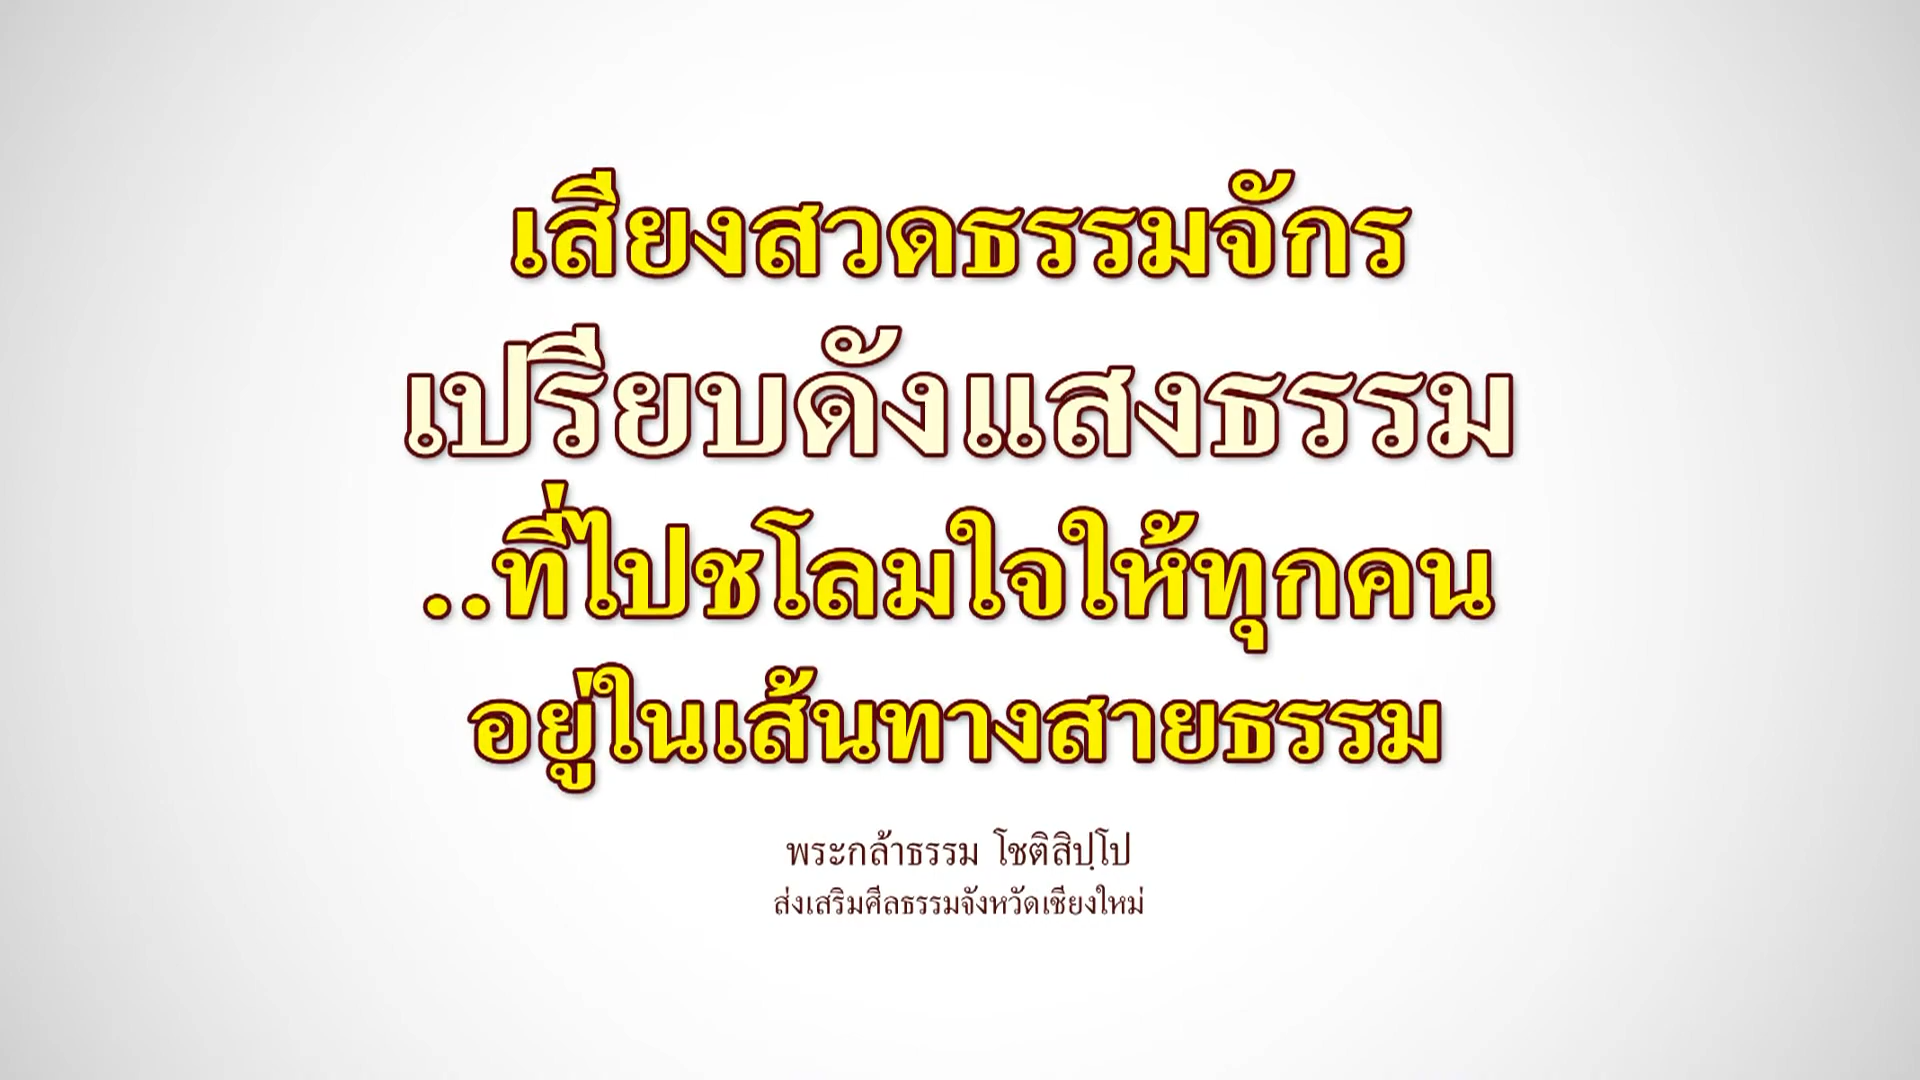 เสียงสวดธรรมจักร
เปรียบดังแสงธรรม
..ที่ไปชโลมใจให้ทุกคน
อยู่ในเส้นทางสายธรรม
พระกล้าธรรม โชติสิปฺโป
ส่งเสริมศีลธรรมจังหวัดเชียงใหม่